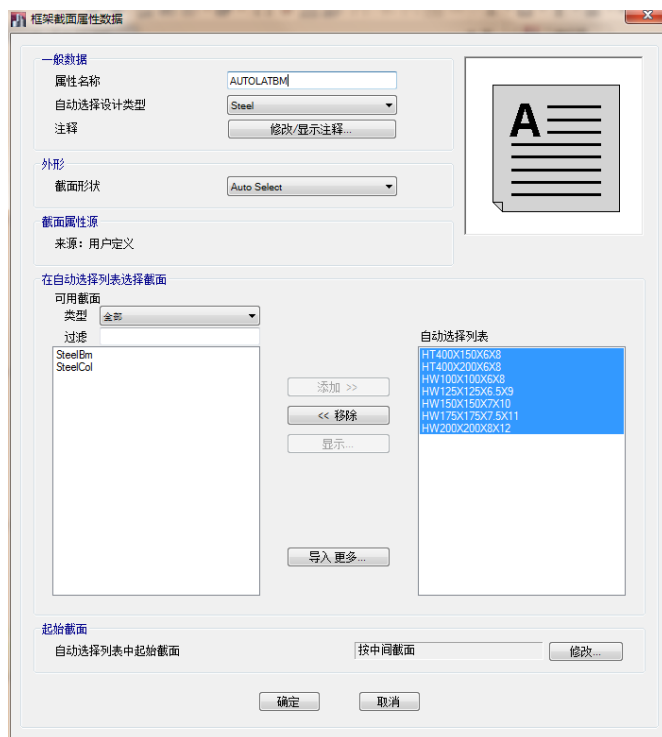 框架截面属性数据
一般数据
属性名称
AUTOLATBM
自动选择设计类型
Steel
注释
修改/显示注释...
A
外形
截面形状
Auto Select
截面属性源
来源：用户定义
在自动选择列表选择截面
可用截面
类型
全部
过滤
自动选择列表
SteelBm
SteelCol
HT400X150X6X8
HT400X200X6X8
HW100X100X6X8
HW125X125X6.5X9
HW150X150X7X10
HW175X175X7.5X11
HW200X200X8X12
添加 >>
<< 移除
显示...
导入 更多...
起始截面
自动选择列表中起始截面
按中间截面
修改...
确定
取消